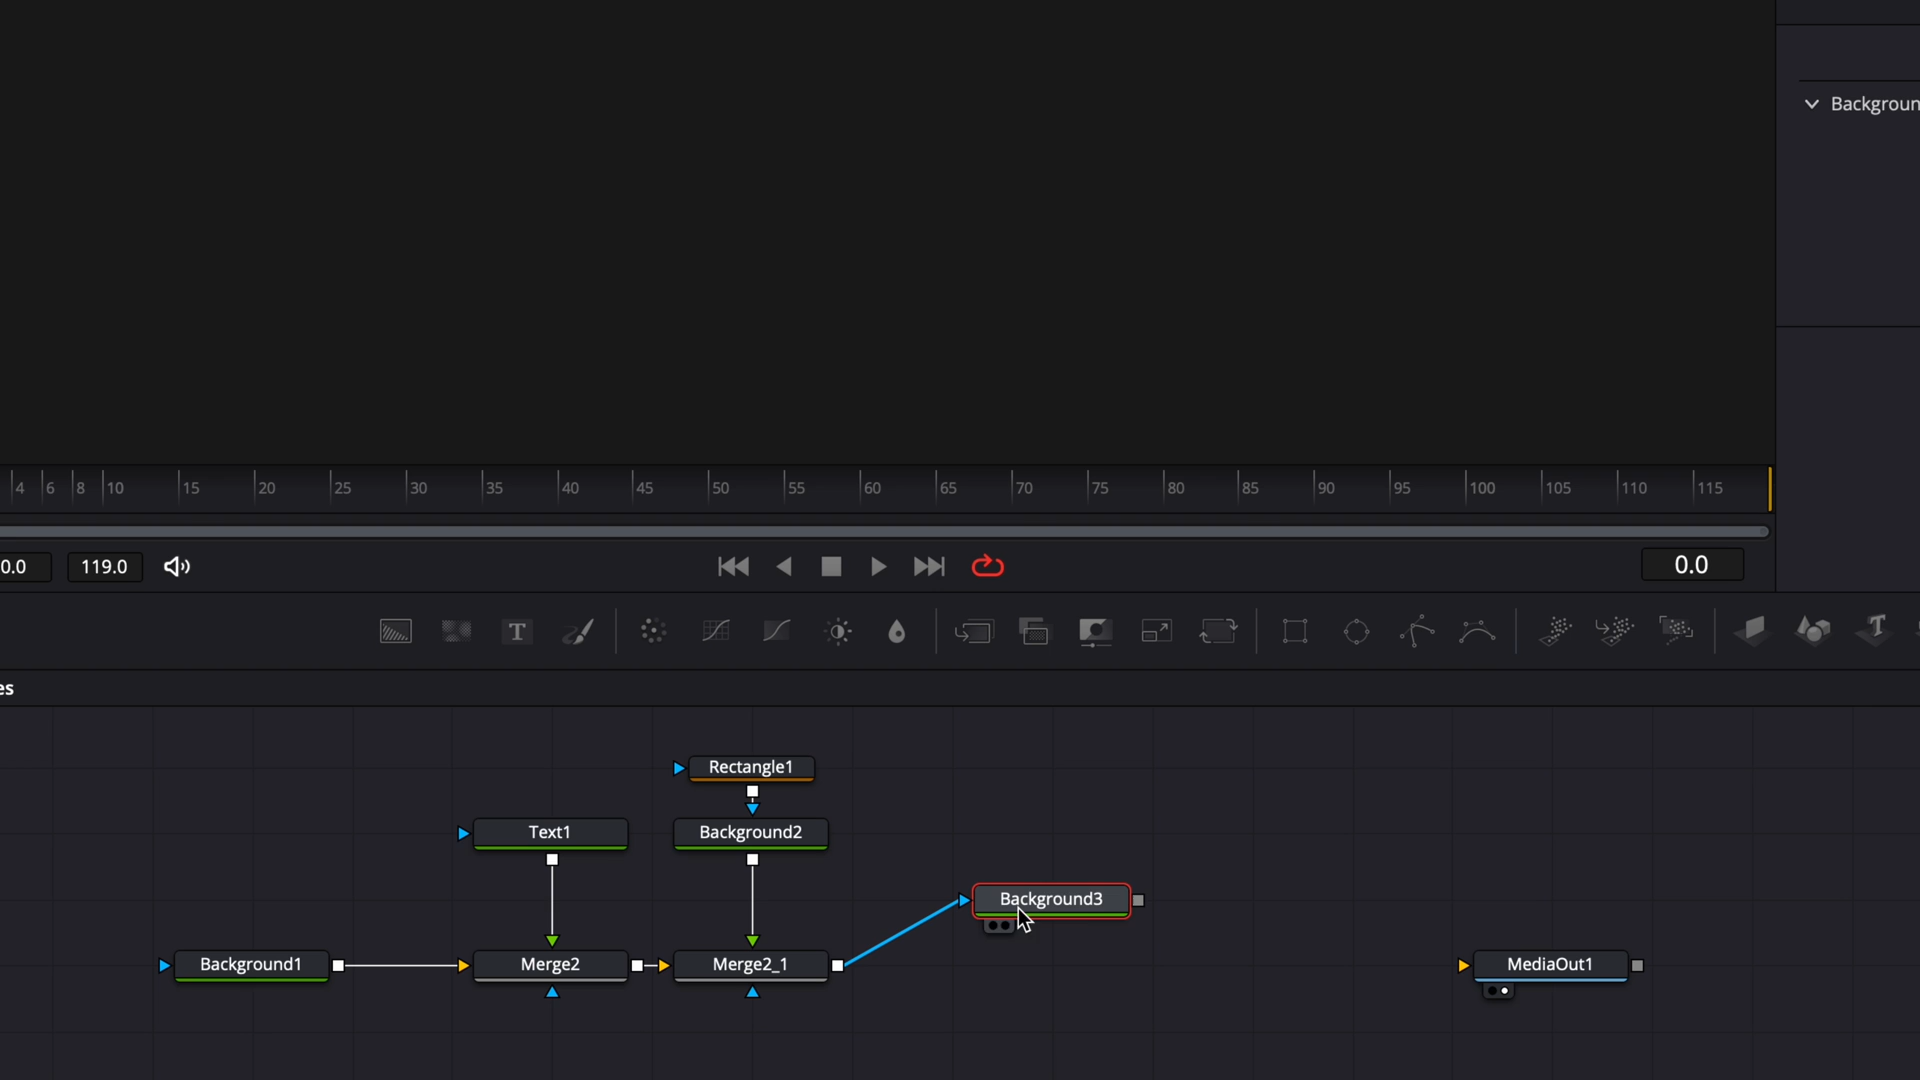 Backgroun
4 6 8 10 15 20 25 30 35 40 45 50 55 60 65 70 75 80 85 90 95 100 105 110 115
0.0 119.0 0.0
T T
es
Rectangle1
Text1 Background2
Background3
Background1 Merge2 Merge2_1 MediaOut1